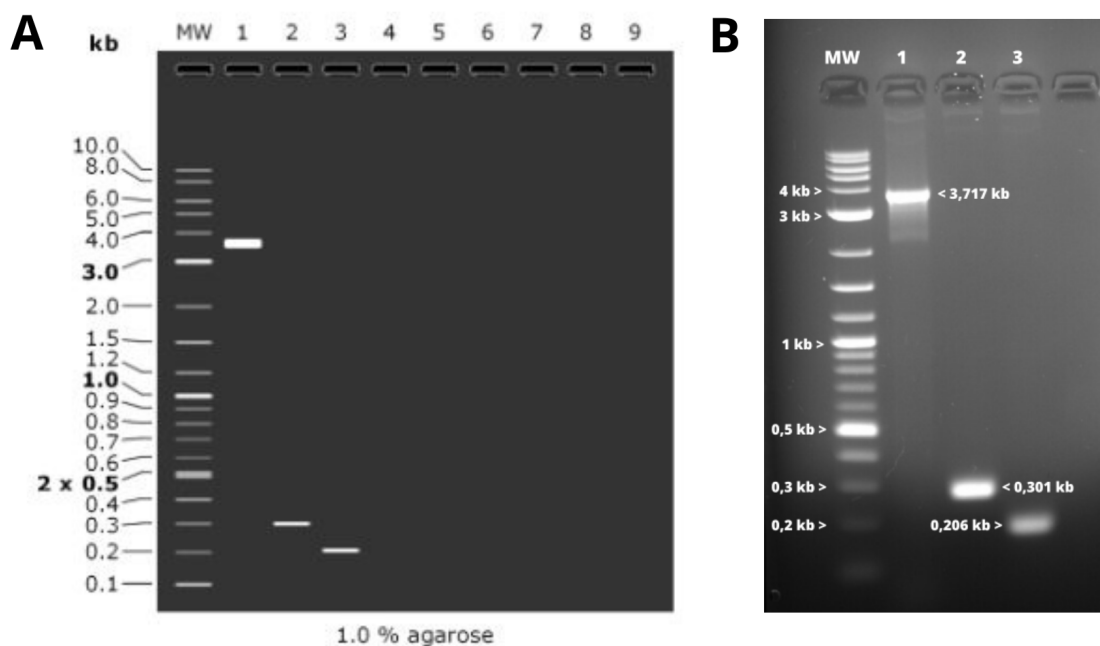 A
kb
MW 1 2 3 4 5 6 7 8 9
10.0
8.0
6.0
5.0
4.0
3.0
2.0
1.5
1.2
1.0
0.9
0.8
0.7
0.6
2 x 0.5
0.4
0.3
0.2
0.1
1.0 % agarose
B
MW 1 2 3
4 kb >
< 3,717 kb
3 kb >
1 kb >
0,5 kb >
0,3 kb >
< 0,301 kb
0,2 kb >
0,206 kb >